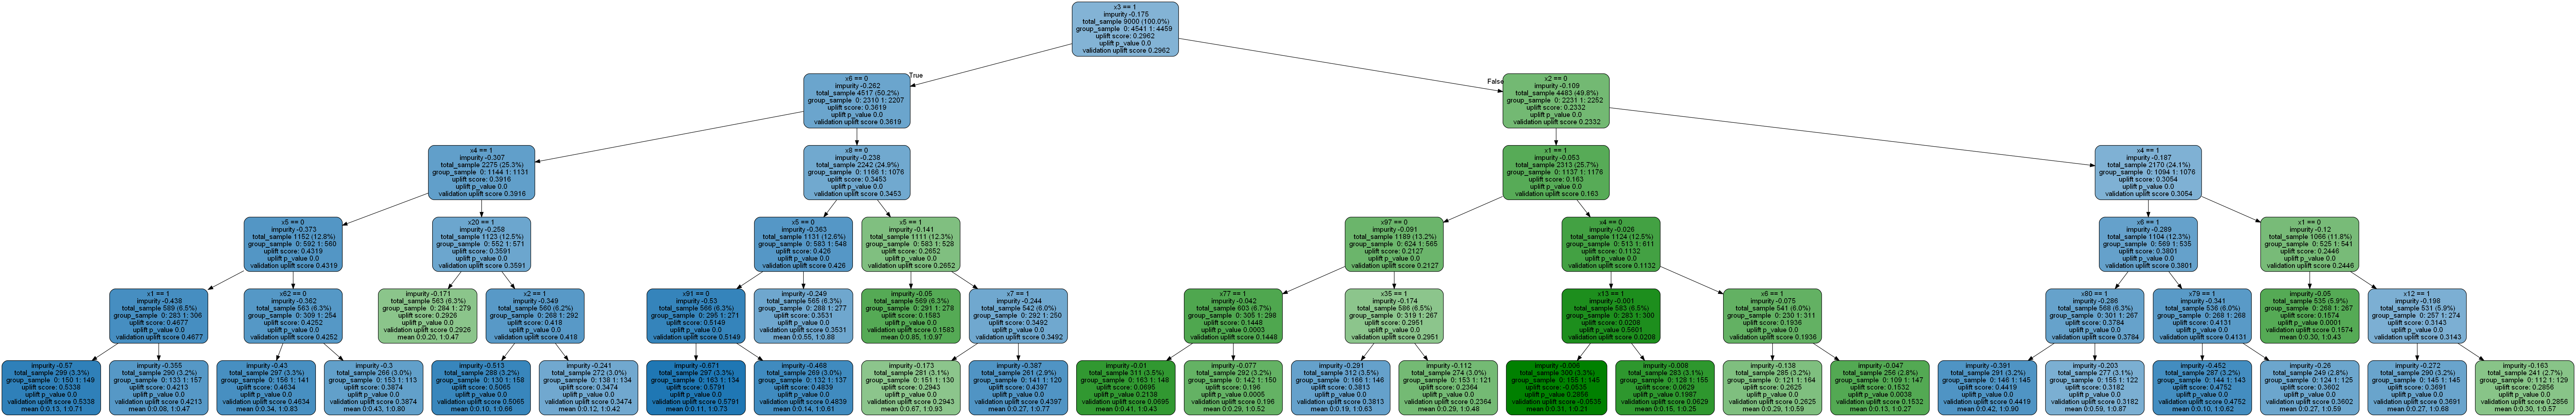 x3 == 1
impurity -0.175
total_sample 9000 (100.0%)
group_sample 0: 4541 1: 4459
uplift score: 0.2962
uplift p_value 0.0
validation uplift score 0.2962
True
False
x6 == 0
impurity -0.262
total_sample 4517 (50.2%)
group_sample 0: 2310 1: 2207
uplift score: 0.3619
uplift p_value 0.0
validation uplift score 0.3619
x2 == 0
impurity -0.109
total_sample 4483 (49.8%)
group_sample 0: 2231 1: 2252
uplift score: 0.2332
uplift p_value 0.0
validation uplift score 0.2332
x4 == 1
impurity -0.307
total_sample 2275 (25.3%)
group_sample 0: 1144 1: 1131
uplift score: 0.3916
uplift p_value 0.0
validation uplift score 0.3916
x8 == 0
impurity -0.238
total_sample 2242 (24.9%)
group_sample 0: 1166 1: 1076
uplift score: 0.3453
uplift p_value 0.0
validation uplift score 0.3453
x1 == 1
impurity -0.053
total_sample 2313 (25.7%)
group_sample 0: 1137 1: 1176
uplift score: 0.163
uplift p_value 0.0
validation uplift score 0.163
x4 == 1
impurity -0.187
total_sample 2170 (24.1%)
group_sample 0: 1094 1: 1076
uplift score: 0.3054
uplift p_value 0.0
validation uplift score 0.3054
x5 == 0
impurity -0.373
total_sample 1152 (12.8%)
group_sample 0: 592 1: 560
uplift score: 0.4319
uplift p_value 0.0
validation uplift score 0.4319
x20 == 1
impurity -0.258
total_sample 1123 (12.5%)
group_sample 0: 552 1: 571
uplift score: 0.3591
uplift p_value 0.0
validation uplift score 0.3591
x5 == 0
impurity -0.363
total_sample 1131 (12.6%)
group_sample 0: 583 1: 548
uplift score: 0.426
uplift p_value 0.0
validation uplift score 0.426
x5 == 1
impurity -0.141
total_sample 1111 (12.3%)
group_sample 0: 583 1: 528
uplift score: 0.2652
uplift p_value 0.0
validation uplift score 0.2652
x97 == 0
impurity -0.091
total_sample 1189 (13.2%)
group_sample 0: 624 1: 565
uplift score: 0.2127
uplift p_value 0.0
validation uplift score 0.2127
x4 == 0
impurity -0.026
total_sample 1124 (12.5%)
group_sample 0: 513 1: 611
uplift score: 0.1132
uplift p_value 0.0
validation uplift score 0.1132
x6 == 1
impurity -0.289
total_sample 1104 (12.3%)
group_sample 0: 569 1: 535
uplift score: 0.3801
uplift p_value 0.0
validation uplift score 0.3801
x1 == 0
impurity -0.12
total_sample 1066 (11.8%)
group_sample 0: 525 1: 541
uplift score: 0.2446
uplift p_value 0.0
validation uplift score 0.2446
x1 == 1
impurity -0.438
total_sample 589 (6.5%)
group_sample 0: 283 1: 306
uplift score: 0.4677
uplift p_value 0.0
validation uplift score 0.4677
x62 == 0
impurity -0.362
total_sample 563 (6.3%)
group_sample 0: 309 1: 254
uplift score: 0.4252
uplift p_value 0.0
validation uplift score 0.4252
impurity -0.171
total_sample 563 (6.3%)
group_sample 0: 284 1: 279
uplift score: 0.2926
uplift p_value 0.0
validation uplift score 0.2926
mean 0:0.20, 1:0.47
x2 == 1
impurity -0.349
total_sample 560 (6.2%)
group_sample 0: 268 1: 292
uplift score: 0.418
uplift p_value 0.0
validation uplift score 0.418
x91 == 0
impurity -0.53
total_sample 566 (6.3%)
group_sample 0: 295 1: 271
uplift score: 0.5149
uplift p_value 0.0
validation uplift score 0.5149
impurity -0.249
total_sample 565 (6.3%)
group_sample 0: 288 1: 277
uplift score: 0.3531
uplift p_value 0.0
validation uplift score 0.3531
mean 0:0.55, 1:0.88
impurity -0.05
total_sample 569 (6.3%)
group_sample 0: 291 1: 278
uplift score: 0.1583
uplift p_value 0.0
validation uplift score 0.1583
mean 0:0.85, 1:0.97
x7 == 1
impurity -0.244
total_sample 542 (6.0%)
group_sample 0: 292 1: 250
uplift score: 0.3492
uplift p_value 0.0
validation uplift score 0.3492
x77 == 1
impurity -0.042
total_sample 603 (6.7%)
group_sample 0: 305 1: 298
uplift score: 0.1448
uplift p_value 0.0003
validation uplift score 0.1448
x35 == 1
impurity -0.174
total_sample 586 (6.5%)
group_sample 0: 319 1: 267
uplift score: 0.2951
uplift p_value 0.0
validation uplift score 0.2951
x13 == 1
impurity -0.001
total_sample 583 (6.5%)
group_sample 0: 283 1: 300
uplift score: 0.0208
uplift p_value 0.5601
validation uplift score 0.0208
x6 == 1
impurity -0.075
total_sample 541 (6.0%)
group_sample 0: 230 1: 311
uplift score: 0.1936
uplift p_value 0.0
validation uplift score 0.1936
x80 == 1
impurity -0.286
total_sample 568 (6.3%)
group_sample 0: 301 1: 267
uplift score: 0.3784
uplift p_value 0.0
validation uplift score 0.3784
x79 == 1
impurity -0.341
total_sample 536 (6.0%)
group_sample 0: 268 1: 268
uplift score: 0.4131
uplift p_value 0.0
validation uplift score 0.4131
impurity -0.05
total_sample 535 (5.9%)
group_sample 0: 268 1: 267
uplift score: 0.1574
uplift p_value 0.0001
validation uplift score 0.1574
mean 0:0.30, 1:0.43
x12 == 1
impurity -0.198
total_sample 531 (5.9%)
group_sample 0: 257 1: 274
uplift score: 0.3143
uplift p_value 0.0
validation uplift score 0.3143
impurity -0.57
total_sample 299 (3.3%)
group_sample 0: 150 1: 149
uplift score: 0.5338
uplift p_value 0.0
validation uplift score 0.5338
mean 0:0.13, 1:0.71
impurity -0.355
total_sample 290 (3.2%)
group_sample 0: 133 1: 157
uplift score: 0.4213
uplift p_value 0.0
validation uplift score 0.4213
mean 0:0.08, 1:0.47
impurity -0.43
total_sample 297 (3.3%)
group_sample 0: 156 1: 141
uplift score: 0.4634
uplift p_value 0.0
validation uplift score 0.4634
mean 0:0.34, 1:0.83
impurity -0.3
total_sample 266 (3.0%)
group_sample 0: 153 1: 113
uplift score: 0.3874
uplift p_value 0.0
validation uplift score 0.3874
mean 0:0.43, 1:0.80
impurity -0.513
total_sample 288 (3.2%)
group_sample 0: 130 1: 158
uplift score: 0.5065
uplift p_value 0.0
validation uplift score 0.5065
mean 0:0.10, 1:0.66
impurity -0.241
total_sample 272 (3.0%)
group_sample 0: 138 1: 134
uplift score: 0.3474
uplift p_value 0.0
validation uplift score 0.3474
mean 0:0.12, 1:0.42
impurity -0.671
total_sample 297 (3.3%)
group_sample 0: 163 1: 134
uplift score: 0.5791
uplift p_value 0.0
validation uplift score 0.5791
mean 0:0.11, 1:0.73
impurity -0.468
total_sample 269 (3.0%)
group_sample 0: 132 1: 137
uplift score: 0.4839
uplift p_value 0.0
validation uplift score 0.4839
mean 0:0.14, 1:0.61
impurity -0.173
total_sample 281 (3.1%)
group_sample 0: 151 1: 130
uplift score: 0.2943
uplift p_value 0.0
validation uplift score 0.2943
mean 0:0.67, 1:0.93
impurity -0.387
total_sample 261 (2.9%)
group_sample 0: 141 1: 120
uplift score: 0.4397
uplift p_value 0.0
validation uplift score 0.4397
mean 0:0.27, 1:0.77
impurity -0.01
total_sample 311 (3.5%)
group_sample 0: 163 1: 148
uplift score: 0.0695
uplift p_value 0.2138
validation uplift score 0.0695
mean 0:0.41, 1:0.43
impurity -0.077
total_sample 292 (3.2%)
group_sample 0: 142 1: 150
uplift score: 0.196
uplift p_value 0.0005
validation uplift score 0.196
mean 0:0.29, 1:0.52
impurity -0.291
total_sample 312 (3.5%)
group_sample 0: 166 1: 146
uplift score: 0.3813
uplift p_value 0.0
validation uplift score 0.3813
mean 0:0.19, 1:0.63
impurity -0.112
total_sample 274 (3.0%)
group_sample 0: 153 1: 121
uplift score: 0.2364
uplift p_value 0.0
validation uplift score 0.2364
mean 0:0.29, 1:0.48
impurity -0.006
total_sample 300 (3.3%)
group_sample 0: 155 1: 145
uplift score: -0.0535
uplift p_value 0.2856
validation uplift score -0.0535
mean 0:0.31, 1:0.21
impurity -0.008
total_sample 283 (3.1%)
group_sample 0: 128 1: 155
uplift score: 0.0629
uplift p_value 0.1987
validation uplift score 0.0629
mean 0:0.15, 1:0.25
impurity -0.138
total_sample 285 (3.2%)
group_sample 0: 121 1: 164
uplift score: 0.2625
uplift p_value 0.0
validation uplift score 0.2625
mean 0:0.29, 1:0.59
impurity -0.047
total_sample 256 (2.8%)
group_sample 0: 109 1: 147
uplift score: 0.1532
uplift p_value 0.0038
validation uplift score 0.1532
mean 0:0.13, 1:0.27
impurity -0.391
total_sample 291 (3.2%)
group_sample 0: 146 1: 145
uplift score: 0.4419
uplift p_value 0.0
validation uplift score 0.4419
mean 0:0.42, 1:0.90
impurity -0.203
total_sample 277 (3.1%)
group_sample 0: 155 1: 122
uplift score: 0.3182
uplift p_value 0.0
validation uplift score 0.3182
mean 0:0.59, 1:0.87
impurity -0.452
total_sample 287 (3.2%)
group_sample 0: 144 1: 143
uplift score: 0.4752
uplift p_value 0.0
validation uplift score 0.4752
mean 0:0.10, 1:0.62
impurity -0.26
total_sample 249 (2.8%)
group_sample 0: 124 1: 125
uplift score: 0.3602
uplift p_value 0.0
validation uplift score 0.3602
mean 0:0.27, 1:0.59
impurity -0.272
total_sample 290 (3.2%)
group_sample 0: 145 1: 145
uplift score: 0.3691
uplift p_value 0.0
validation uplift score 0.3691
mean 0:0.27, 1:0.68
impurity -0.163
total_sample 241 (2.7%)
group_sample 0: 112 1: 129
uplift score: 0.2856
uplift p_value 0.0
validation uplift score 0.2856
mean 0:0.30, 1:0.57